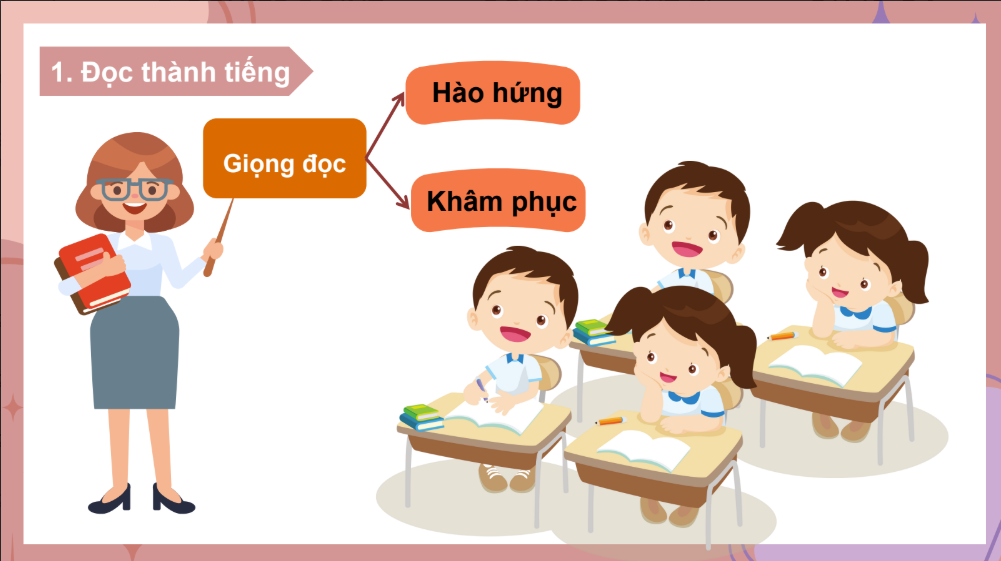 1. Đọc thành tiếng
Giọng đọc
Hào hứng
Khâm phục